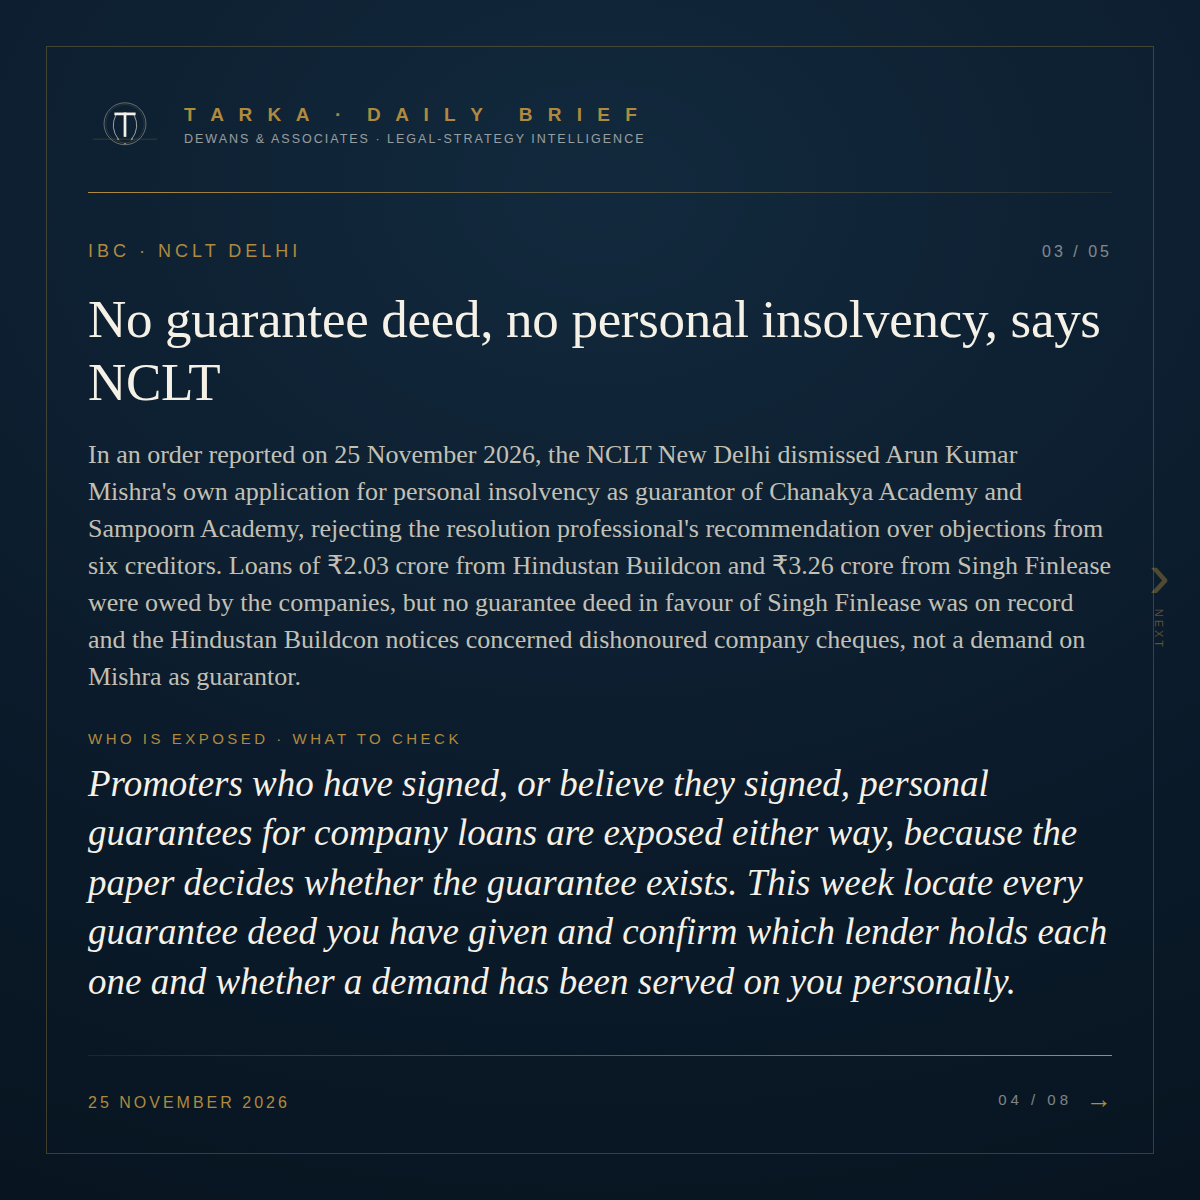 T
TARKA · DAILY BRIEF
DEWANS & ASSOCIATES · LEGAL-STRATEGY INTELLIGENCE
IBC · NCLT DELHI
03 / 05
No guarantee deed, no personal insolvency, says
NCLT
In an order reported on 25 November 2026, the NCLT New Delhi dismissed Arun Kumar
Mishra's own application for personal insolvency as guarantor of Chanakya Academy and
Sampoorn Academy, rejecting the resolution professional's recommendation over objections from
six creditors. Loans of ₹2.03 crore from Hindustan Buildcon and ₹3.26 crore from Singh Finlease
were owed by the companies, but no guarantee deed in favour of Singh Finlease was on record
and the Hindustan Buildcon notices concerned dishonoured company cheques, not a demand on
Mishra as guarantor.
› NEXT
WHO IS EXPOSED · WHAT TO CHECK
Promoters who have signed, or believe they signed, personal
guarantees for company loans are exposed either way, because the
paper decides whether the guarantee exists. This week locate every
guarantee deed you have given and confirm which lender holds each
one and whether a demand has been served on you personally.
25 NOVEMBER 2026
04 / 08 →